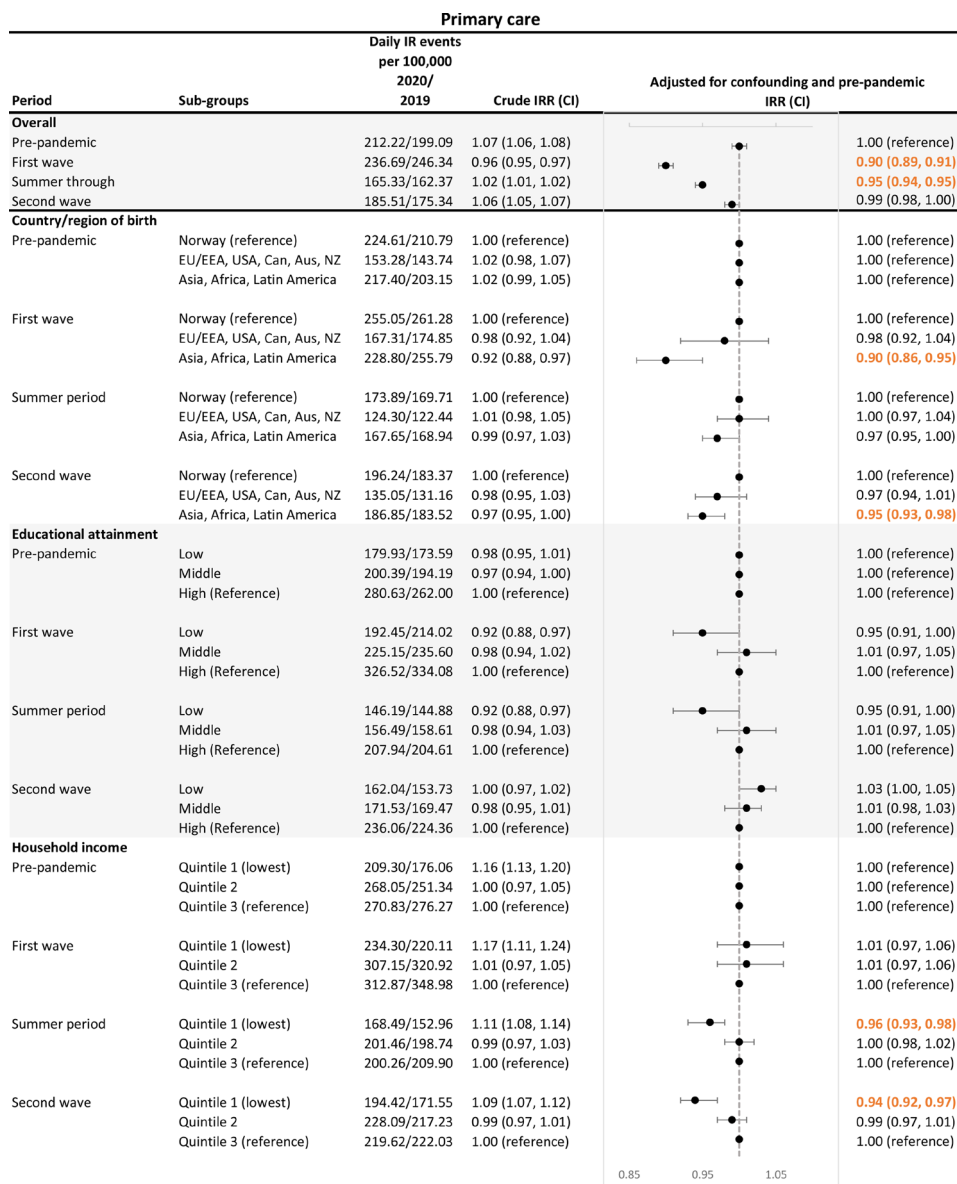 Primary care
Daily IR events
per 100,000
2020/
Period Sub-groups 2019 Crude IRR (CI) Adjusted for confounding and pre-pandemic
IRR (CI)
Overall
Pre-pandemic 212.22/199.09 1.07 (1.06, 1.08) 1.00 (reference)
First wave 236.69/246.34 0.96 (0.95, 0.97) 0.90 (0.89, 0.91)
Summer through 165.33/162.37 1.02 (1.01, 1.02) 0.95 (0.94, 0.95)
Second wave 185.51/175.34 1.06 (1.05, 1.07) 0.99 (0.98, 1.00)
Country/region of birth
Pre-pandemic Norway (reference) 224.61/210.79 1.00 (reference) 1.00 (reference)
EU/EEA, USA, Can, Aus, NZ 153.28/143.74 1.02 (0.98, 1.07) 1.00 (reference)
Asia, Africa, Latin America 217.40/203.15 1.02 (0.99, 1.05) 1.00 (reference)
First wave Norway (reference) 255.05/261.28 1.00 (reference) 1.00 (reference)
EU/EEA, USA, Can, Aus, NZ 167.31/174.85 0.98 (0.92, 1.04) 0.98 (0.92, 1.04)
Asia, Africa, Latin America 228.80/255.79 0.92 (0.88, 0.97) 0.90 (0.86, 0.95)
Summer period Norway (reference) 173.89/169.71 1.00 (reference) 1.00 (reference)
EU/EEA, USA, Can, Aus, NZ 124.30/122.44 1.01 (0.98, 1.05) 1.00 (0.97, 1.04)
Asia, Africa, Latin America 167.65/168.94 0.99 (0.97, 1.03) 0.97 (0.95, 1.00)
Second wave Norway (reference) 196.24/183.37 1.00 (reference) 1.00 (reference)
EU/EEA, USA, Can, Aus, NZ 135.05/131.16 0.98 (0.95, 1.03) 0.97 (0.94, 1.01)
Asia, Africa, Latin America 186.85/183.52 0.97 (0.95, 1.00) 0.95 (0.93, 0.98)
Educational attainment
Pre-pandemic Low 179.93/173.59 0.98 (0.95, 1.01) 1.00 (reference)
Middle 200.39/194.19 0.97 (0.94, 1.00) 1.00 (reference)
High (Reference) 280.63/262.00 1.00 (reference) 1.00 (reference)
First wave Low 192.45/214.02 0.92 (0.88, 0.97) 0.95 (0.91, 1.00)
Middle 225.15/235.60 0.98 (0.94, 1.02) 1.01 (0.97, 1.05)
High (Reference) 326.52/334.08 1.00 (reference) 1.00 (reference)
Summer period Low 146.19/144.88 0.92 (0.88, 0.97) 0.95 (0.91, 1.00)
Middle 156.49/158.61 0.98 (0.94, 1.03) 1.01 (0.97, 1.05)
High (Reference) 207.94/204.61 1.00 (reference) 1.00 (reference)
Second wave Low 162.04/153.73 1.00 (0.97, 1.02) 1.03 (1.00, 1.05)
Middle 171.53/169.47 0.98 (0.95, 1.01) 1.01 (0.98, 1.03)
High (Reference) 236.06/224.36 1.00 (reference) 1.00 (reference)
Household income
Pre-pandemic Quintile 1 (lowest) 209.30/176.06 1.16 (1.13, 1.20) 1.00 (reference)
Quintile 2 268.05/251.34 1.00 (0.97, 1.05) 1.00 (reference)
Quintile 3 (reference) 270.83/276.27 1.00 (reference) 1.00 (reference)
First wave Quintile 1 (lowest) 234.30/220.11 1.17 (1.11, 1.24) 1.01 (0.97, 1.06)
Quintile 2 307.15/320.92 1.01 (0.97, 1.05) 1.01 (0.97, 1.06)
Quintile 3 (reference) 312.87/348.98 1.00 (reference) 1.00 (reference)
Summer period Quintile 1 (lowest) 168.49/152.96 1.11 (1.08, 1.14) 0.96 (0.93, 0.98)
Quintile 2 201.46/198.74 0.99 (0.97, 1.03) 1.00 (0.98, 1.02)
Quintile 3 (reference) 200.26/209.90 1.00 (reference) 1.00 (reference)
Second wave Quintile 1 (lowest) 194.42/171.55 1.09 (1.07, 1.12) 0.94 (0.92, 0.97)
Quintile 2 228.09/217.23 0.99 (0.97, 1.01) 0.99 (0.97, 1.01)
Quintile 3 (reference) 219.62/222.03 1.00 (reference) 1.00 (reference)
0.85 0.95 1.05